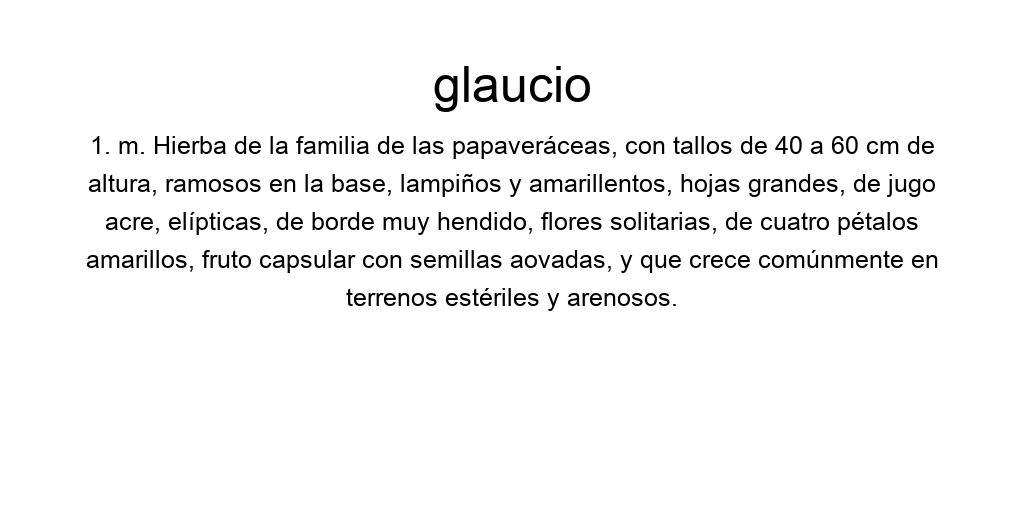 glaucio
1. m. Hierba de la familia de las papaveráceas, con tallos de 40 a 60 cm de
altura, ramosos en la base, lampiños y amarillentos, hojas grandes, de jugo
acre, elípticas, de borde muy hendido, flores solitarias, de cuatro pétalos
amarillos, fruto capsular con semillas aovadas, y que crece comúnmente en
terrenos estériles y arenosos.